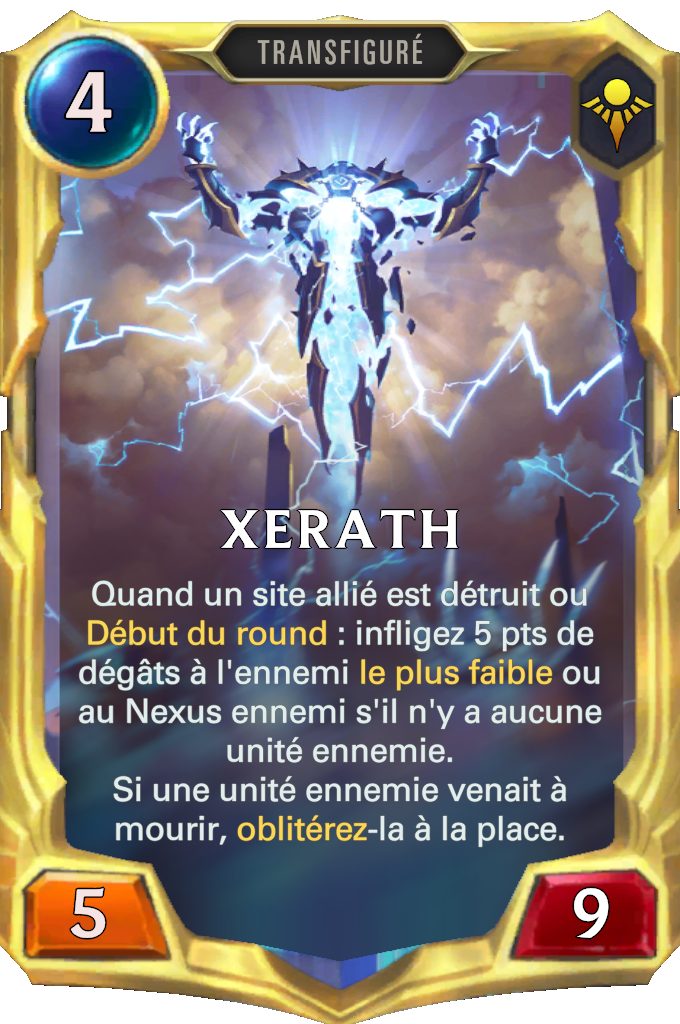 TRANSFIGURÉ
4
XERATH
Quand un site allié est détruit ou
Début du round : infligez 5 pts de
dégâts à l'ennemi le plus faible ou
au Nexus ennemi s'il n'y a aucune
unité ennemie.
Si une unité ennemie venait à
mourir, oblitérez-la à la place.
5
9